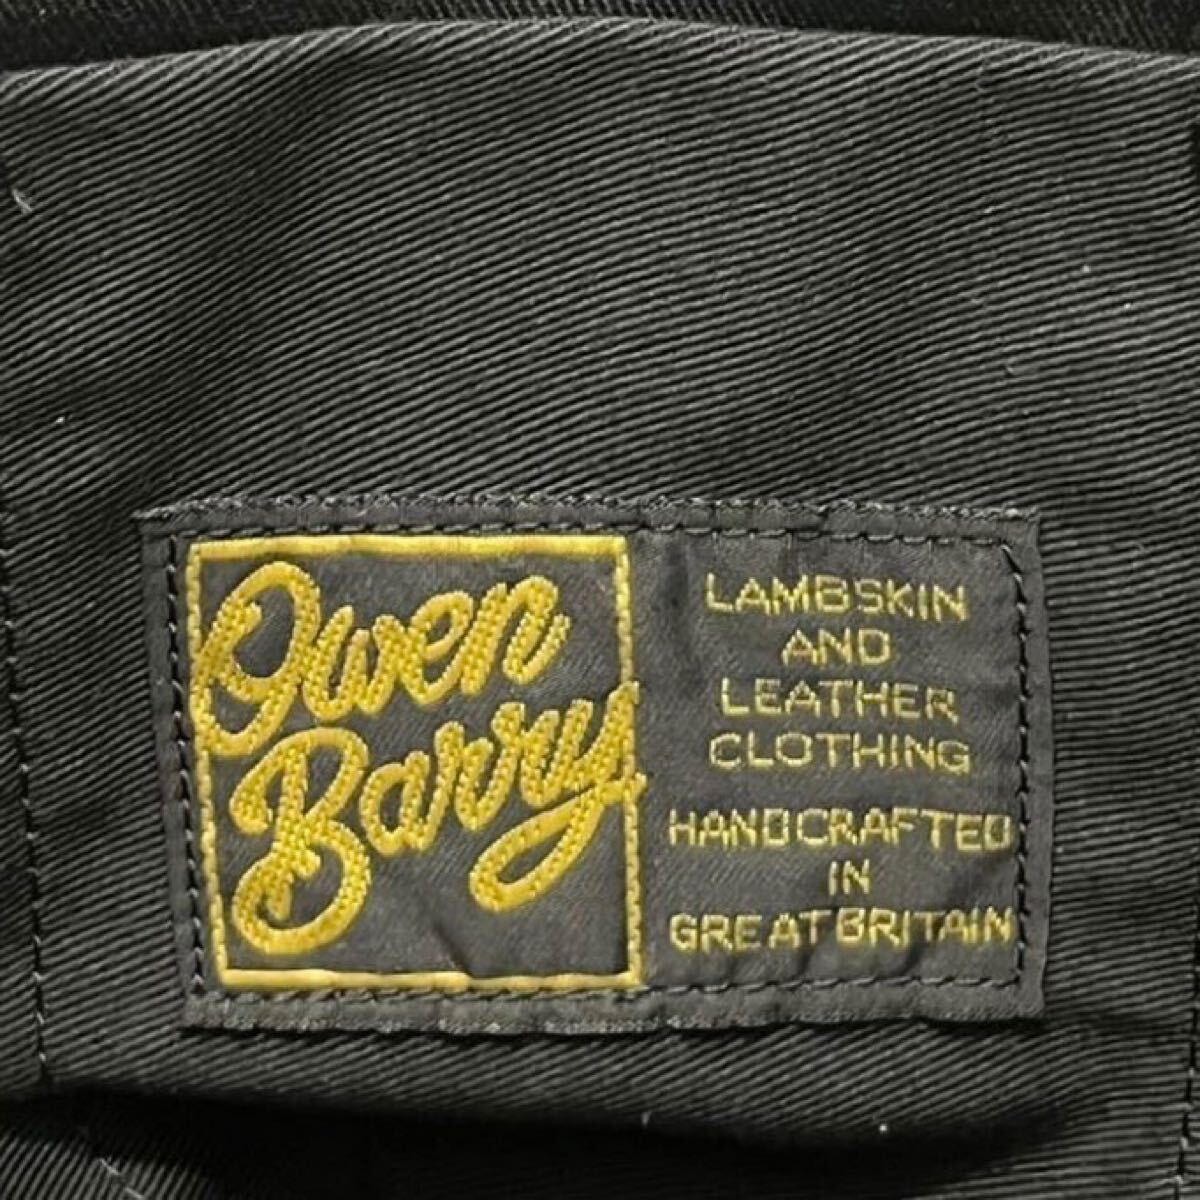 Owen
Barry
LAMBSKIN
AND
LEATHER
CLOTHING
HANDCRAFTED
IN
GREAT BRITAIN